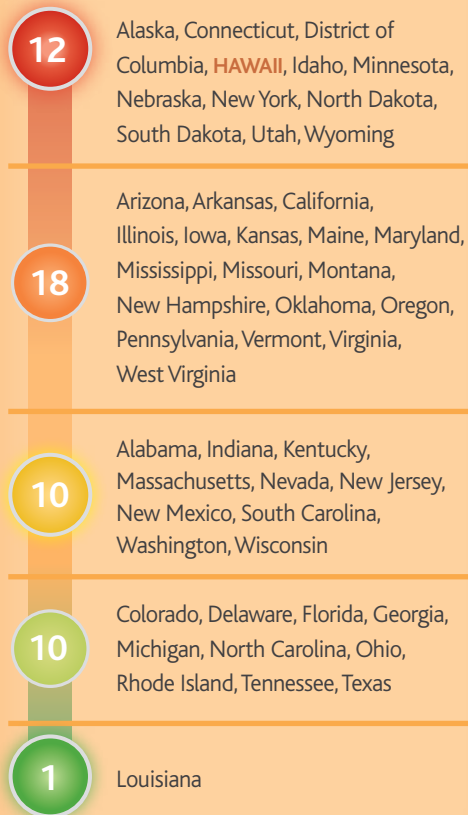 12
Alaska, Connecticut, District of
Columbia, HAWAII, Idaho, Minnesota,
Nebraska, New York, North Dakota,
South Dakota, Utah, Wyoming
18
Arizona, Arkansas, California,
Illinois, Iowa, Kansas, Maine, Maryland,
Mississippi, Missouri, Montana,
New Hampshire, Oklahoma, Oregon,
Pennsylvania, Vermont, Virginia,
West Virginia
10
Alabama, Indiana, Kentucky,
Massachusetts, Nevada, New Jersey,
New Mexico, South Carolina,
Washington, Wisconsin
10
Colorado, Delaware, Florida, Georgia,
Michigan, North Carolina, Ohio,
Rhode Island, Tennessee, Texas
1
Louisiana